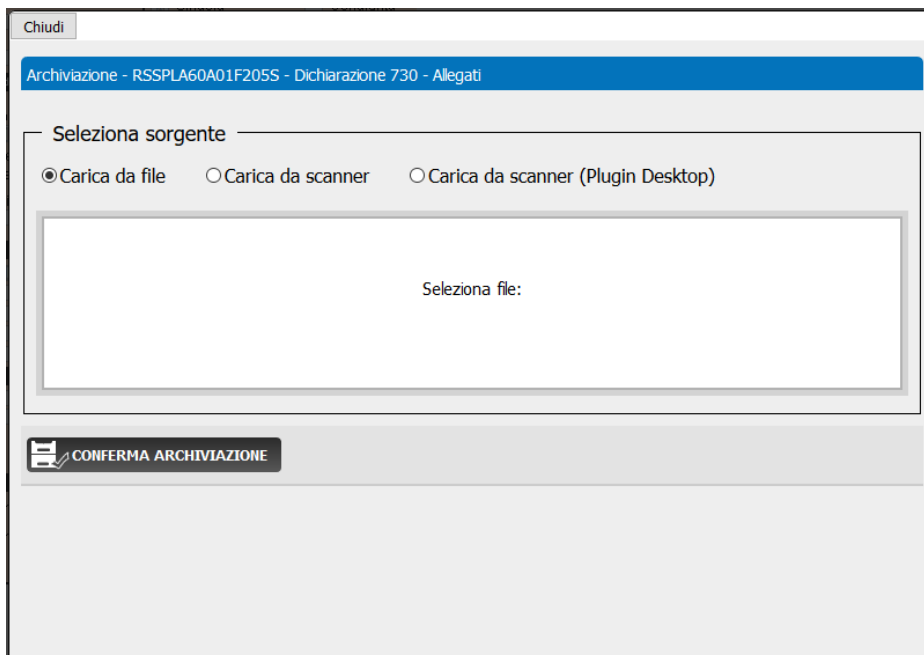 Chiudi
Archiviazione - RSSPLA60A01F205S - Dichiarazione 730 - Allegati
Seleziona sorgente
Carica da file Carica da scanner Carica da scanner (Plugin Desktop)
Seleziona file:
CONFERMA ARCHIVIAZIONE